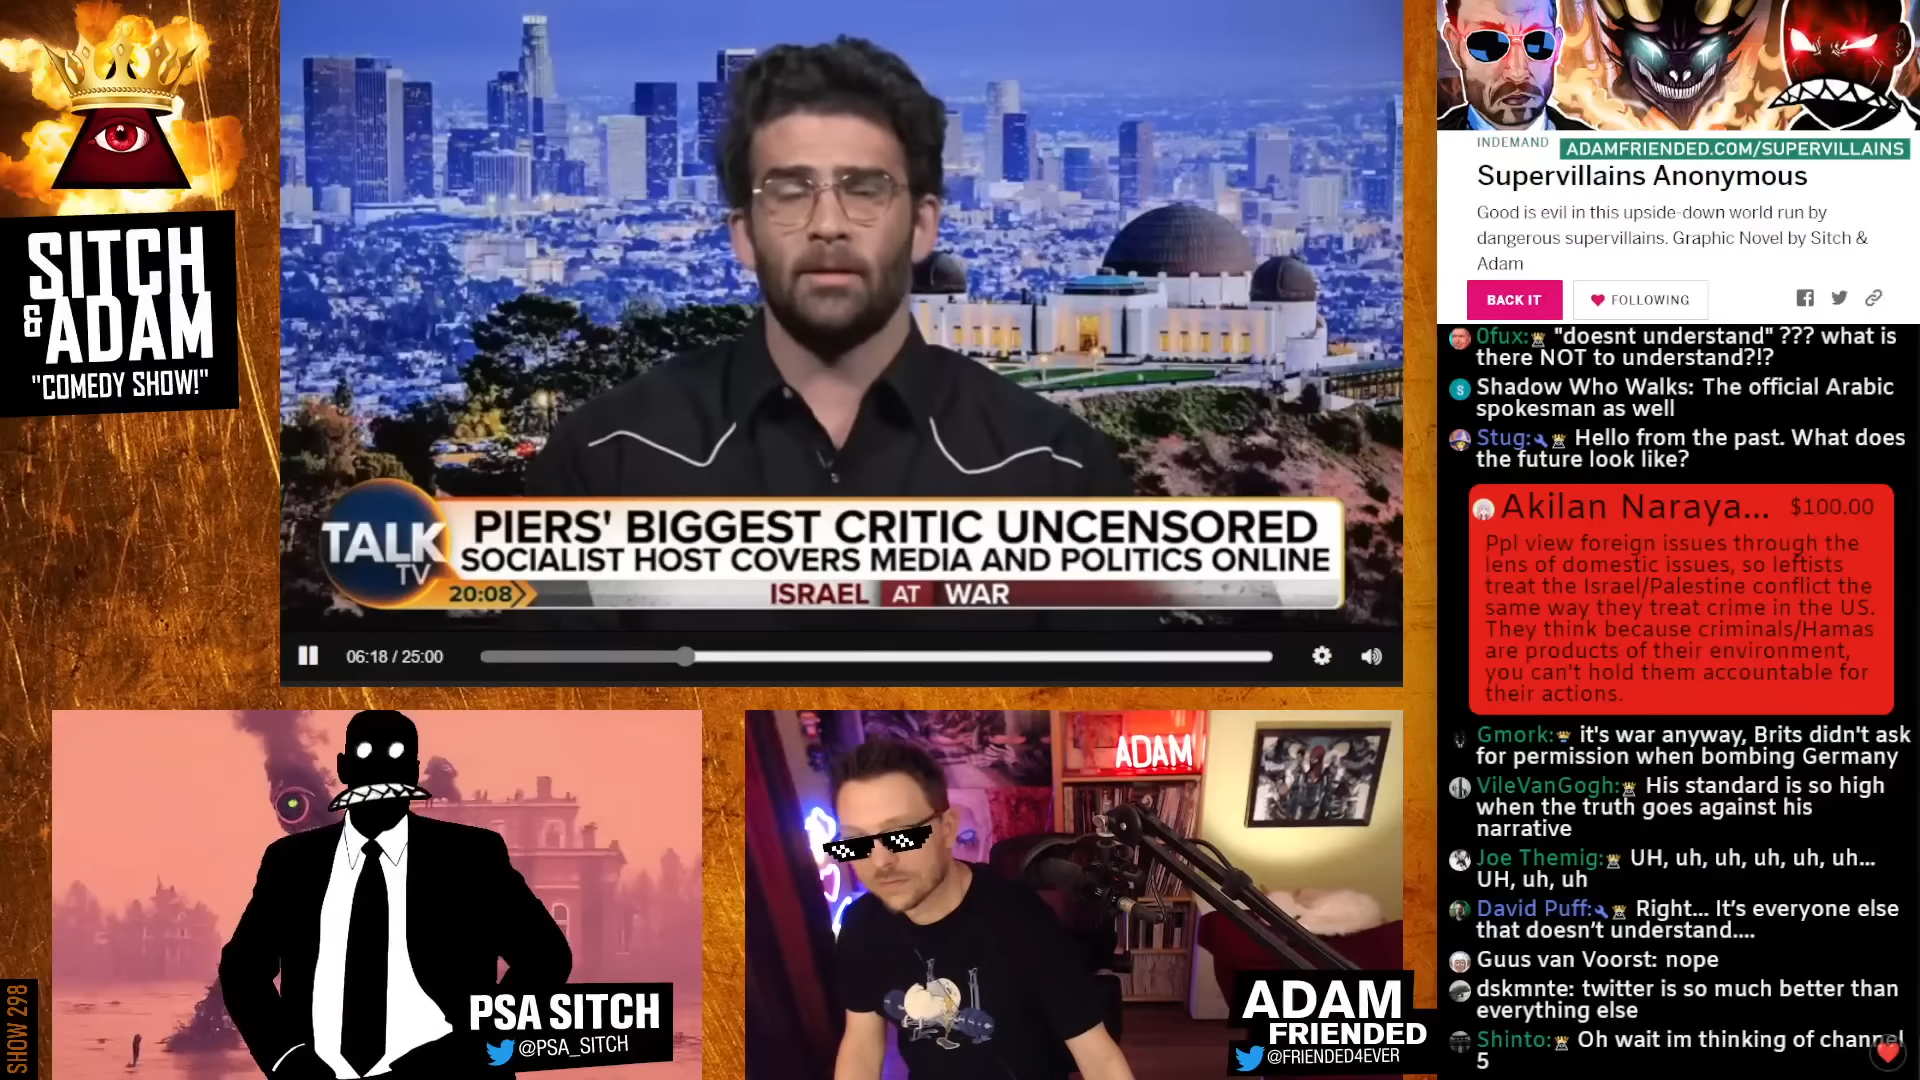 SITCH
& ADAM
"COMEDY SHOW!"
SHOW 298
PIERS' BIGGEST CRITIC UNCENSORED
SOCIALIST HOST COVERS MEDIA AND POLITICS ONLINE
TALK
TV
20:08
ISRAEL AT WAR
06:18 / 25:00
PSA SITCH
@PSA_SITCH
ADAM
ADAM
FRIENDED
@FRIENDED4EVER
INDEMAND
ADAMFRIENDED.COM/SUPERVILLAINS
Supervillains Anonymous
Good is evil in this upside-down world run by
dangerous supervillains. Graphic Novel by Sitch &
Adam
BACK IT
FOLLOWING
0fux: "doesnt understand" ??? what is
there NOT to understand?!?
S
Shadow Who Walks: The official Arabic
spokesman as well
Stug: Hello from the past. What does
the future look like?
Akilan Naraya... $100.00
Ppl view foreign issues through the
lens of domestic issues, so leftists
treat the Israel/Palestine conflict the
same way they treat crime in the US.
They think because criminals/Hamas
are products of their environment,
you can't hold them accountable for
their actions.
Gmork: it's war anyway, Brits didn't ask
for permission when bombing Germany
VileVanGogh: His standard is so high
when the truth goes against his
narrative
Joe Themig: UH, uh, uh, uh, uh, uh...
UH, uh, uh
David Puff: Right... It's everyone else
that doesn't understand....
Guus van Voorst: nope
dskmnte: twitter is so much better than
everything else
Shinto: Oh wait im thinking of channel
5